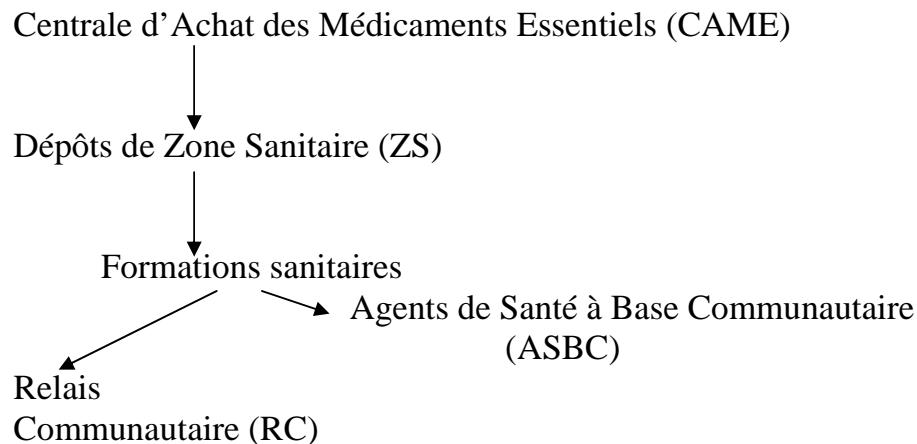 Centrale d’Achat des Médicaments Essentiels (CAME)
Dépôts de Zone Sanitaire (ZS)
Formations sanitaires
Agents de Santé à Base Communautaire
(ASBC)
Relais
Communautaire (RC)